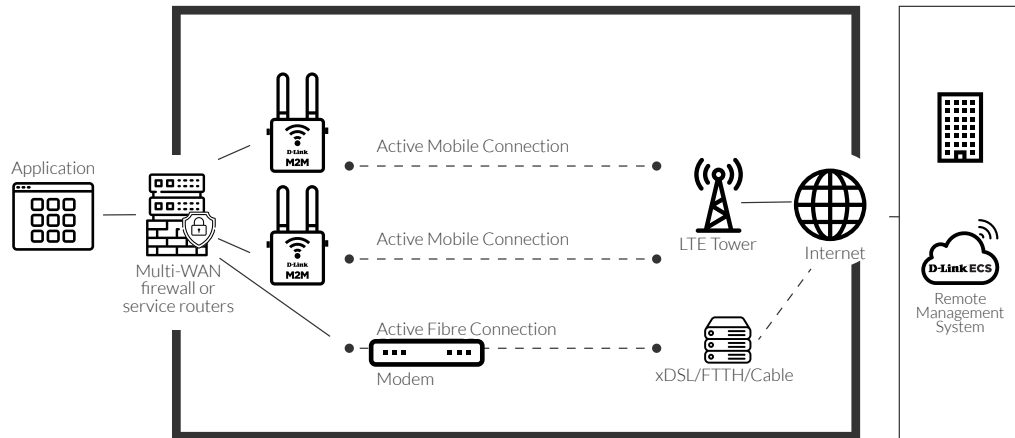 Application
Multi-WAN
firewall or
service routers
D-Link
M2M
D-Link
M2M
Active Mobile Connection
Active Mobile Connection
Active Fibre Connection
Modem
LTE Tower
xDSL/FTTH/Cable
Internet
D-Link ECS
Remote
Management
System